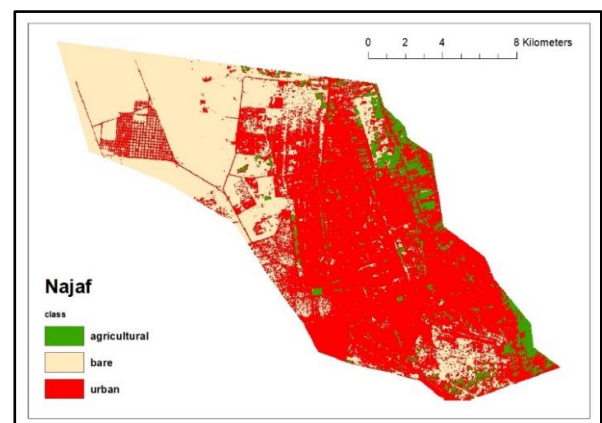 0 2 4 8 Kilometers
Najaf
class
agricultural
bare
urban